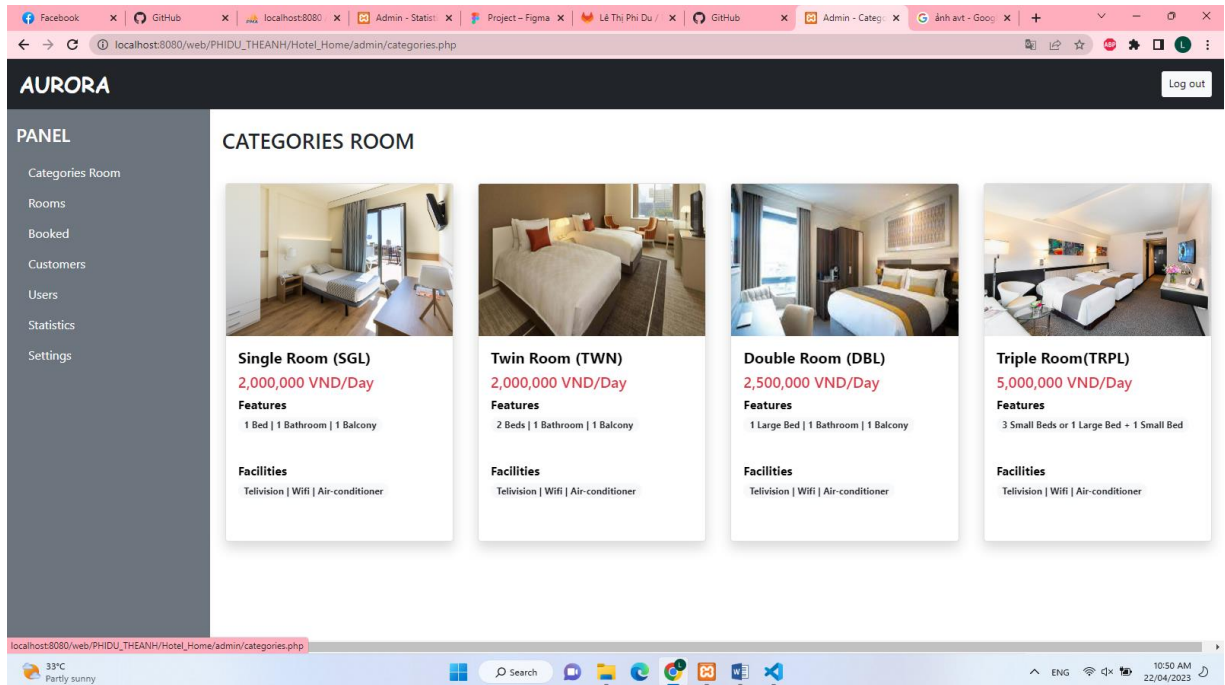 Facebook
GitHub
localhost:8080
Admin - Statist
Project – Figma
Lê Thị Phi Du /
GitHub
Admin - Catego
ảnh avt - Goog
localhost:8080/web/PHIDU_THEANH/Hotel_Home/admin/categories.php
ABP
L
AURORA
Log out
PANEL
Categories Room
Rooms
Booked
Customers
Users
Statistics
Settings
CATEGORIES ROOM
Single Room (SGL)
2,000,000 VND/Day
Features
1 Bed | 1 Bathroom | 1 Balcony
Facilities
Telivision | Wifi | Air-conditioner
Twin Room (TWN)
2,000,000 VND/Day
Features
2 Beds | 1 Bathroom | 1 Balcony
Facilities
Telivision | Wifi | Air-conditioner
Double Room (DBL)
2,500,000 VND/Day
Features
1 Large Bed | 1 Bathroom | 1 Balcony
Facilities
Telivision | Wifi | Air-conditioner
Triple Room(TRPL)
5,000,000 VND/Day
Features
3 Small Beds or 1 Large Bed + 1 Small Bed
Facilities
Telivision | Wifi | Air-conditioner
localhost:8080/web/PHIDU_THEANH/Hotel_Home/admin/categories.php
33°C
Partly sunny
Search
ENG
10:50 AM
22/04/2023